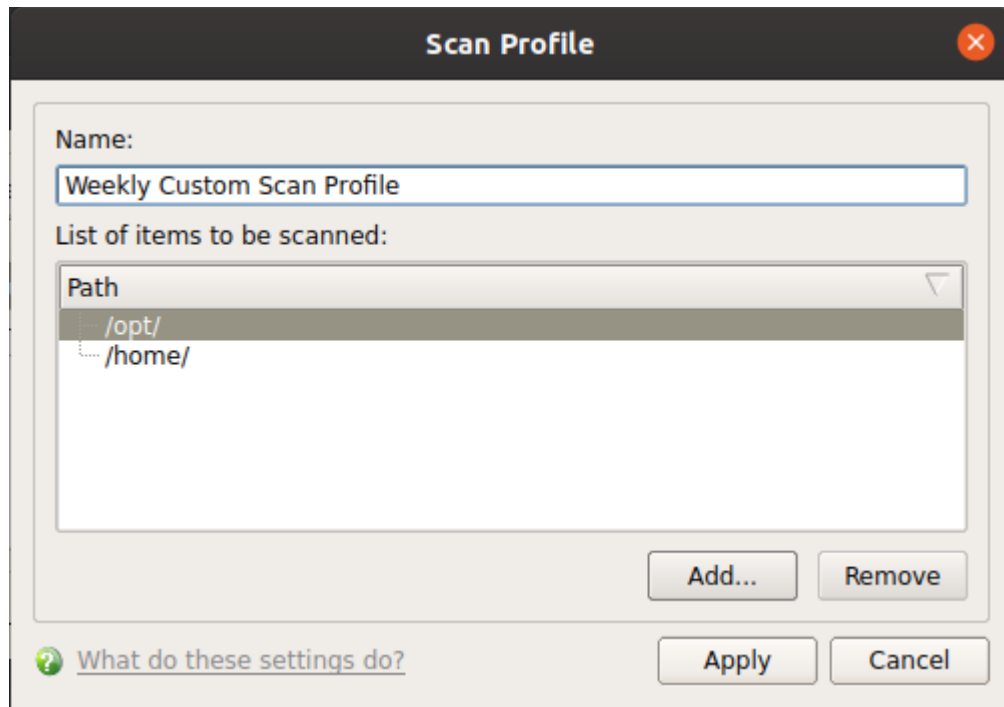 Scan Profile
Name:
Weekly Custom Scan Profile
List of items to be scanned:
Path
/opt/
/home/
Add... Remove
What do these settings do? Apply Cancel